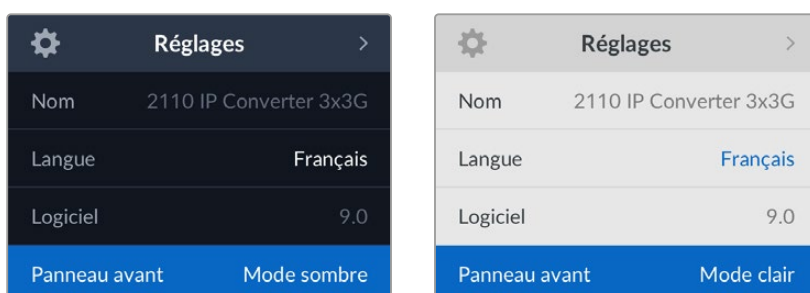 Réglages
Nom 2110 IP Converter 3x3G
Langue Français
Logiciel 9.0
Panneau avant Mode sombre
Réglages
Nom 2110 IP Converter 3x3G
Langue Français
Logiciel 9.0
Panneau avant Mode clair